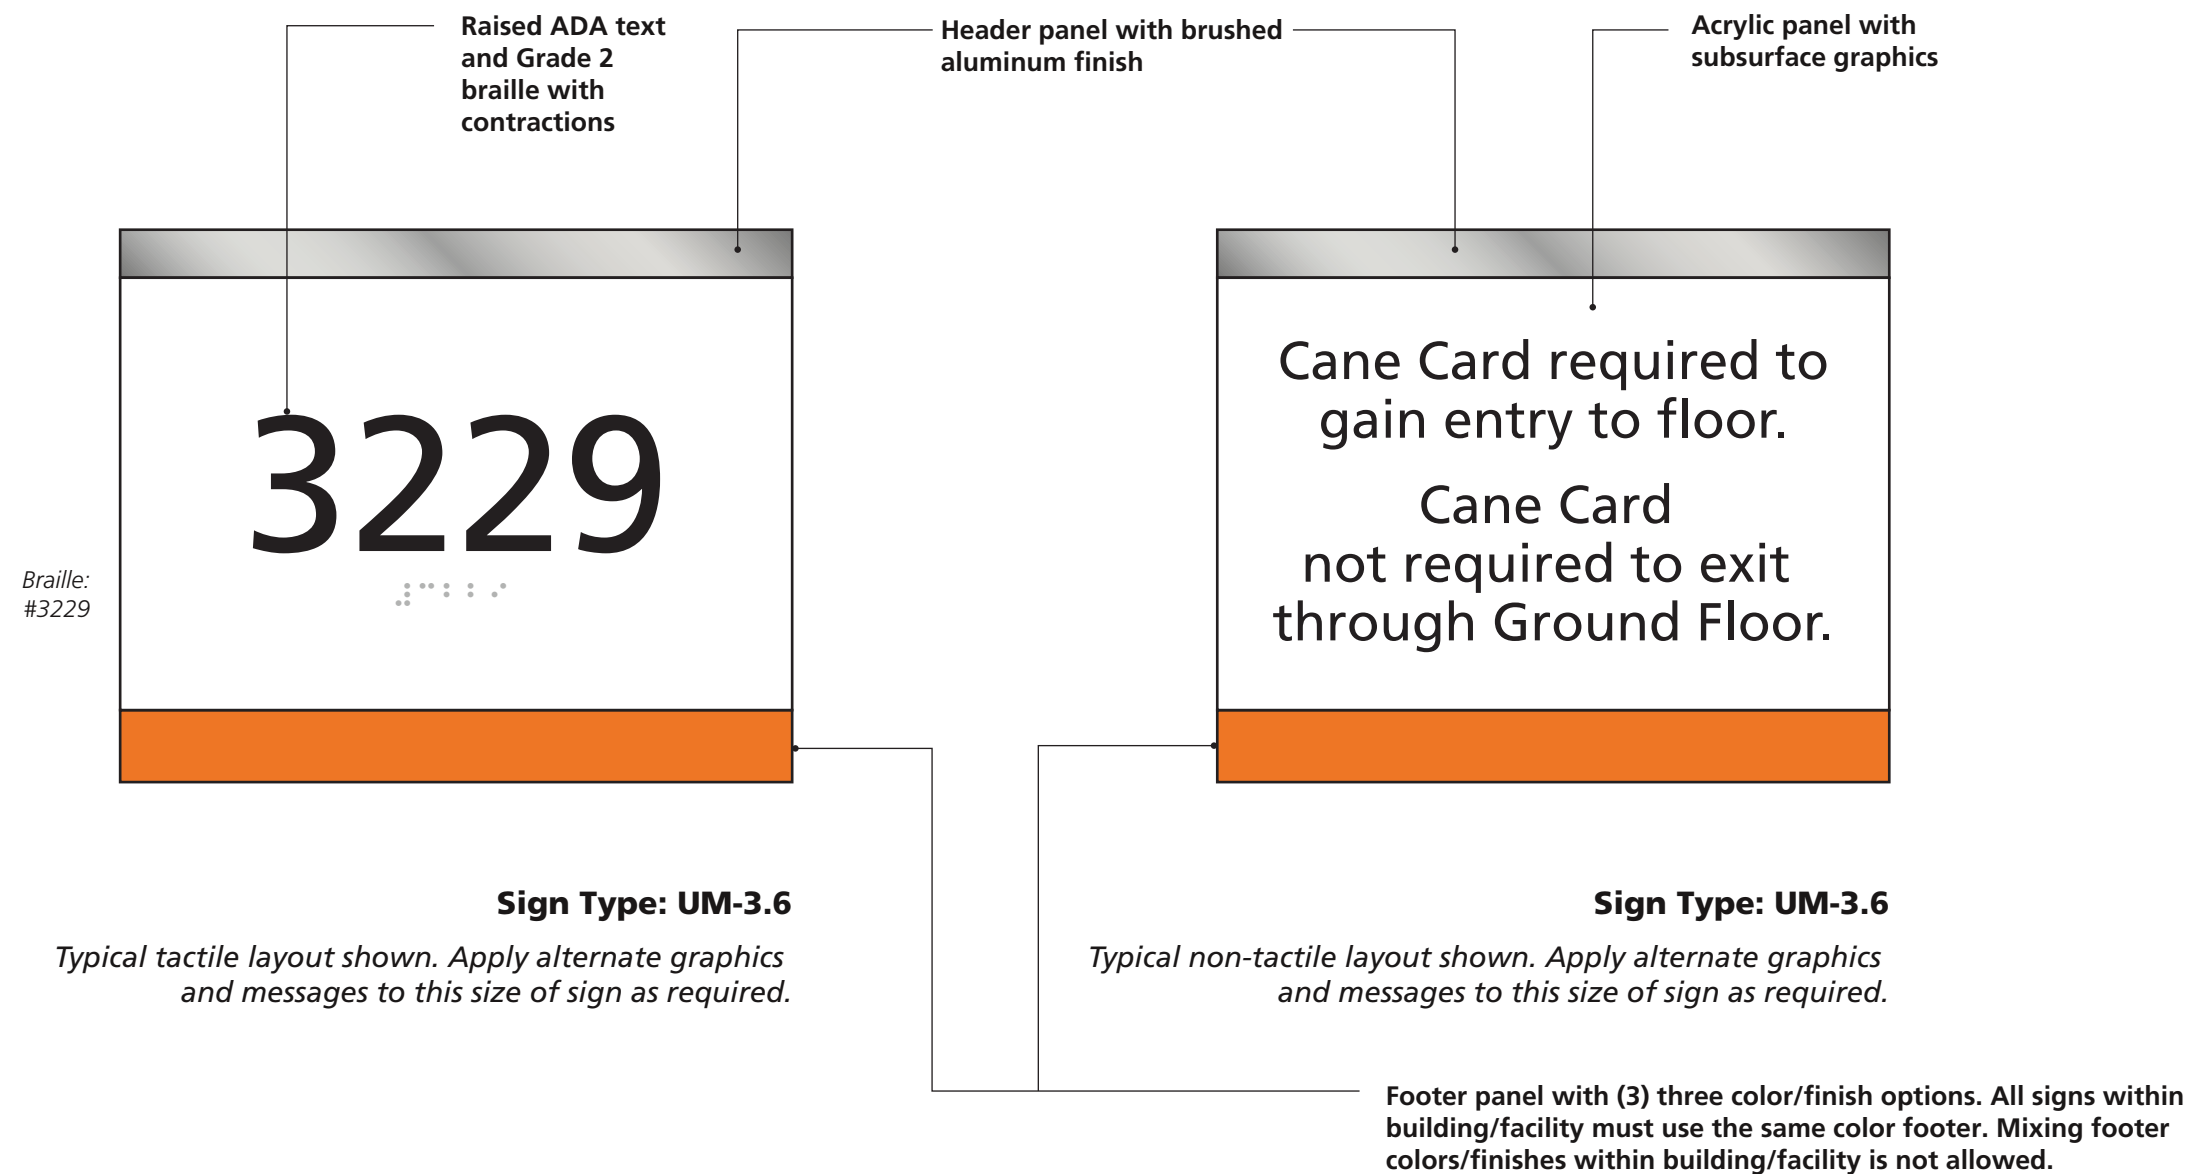 Raised ADA text
and Grade 2
braille with
contractions
Header panel with brushed
aluminum finish
Acrylic panel with
subsurface graphics
3229
⠼⠉⠃⠃⠊
Braille:
#3229
Cane Card required to
gain entry to floor.
Cane Card
not required to exit
through Ground Floor.
Sign Type: UM-3.6
Typical tactile layout shown. Apply alternate graphics
and messages to this size of sign as required.
Sign Type: UM-3.6
Typical non-tactile layout shown. Apply alternate graphics
and messages to this size of sign as required.
Footer panel with (3) three color/finish options. All signs within
building/facility must use the same color footer. Mixing footer
colors/finishes within building/facility is not allowed.